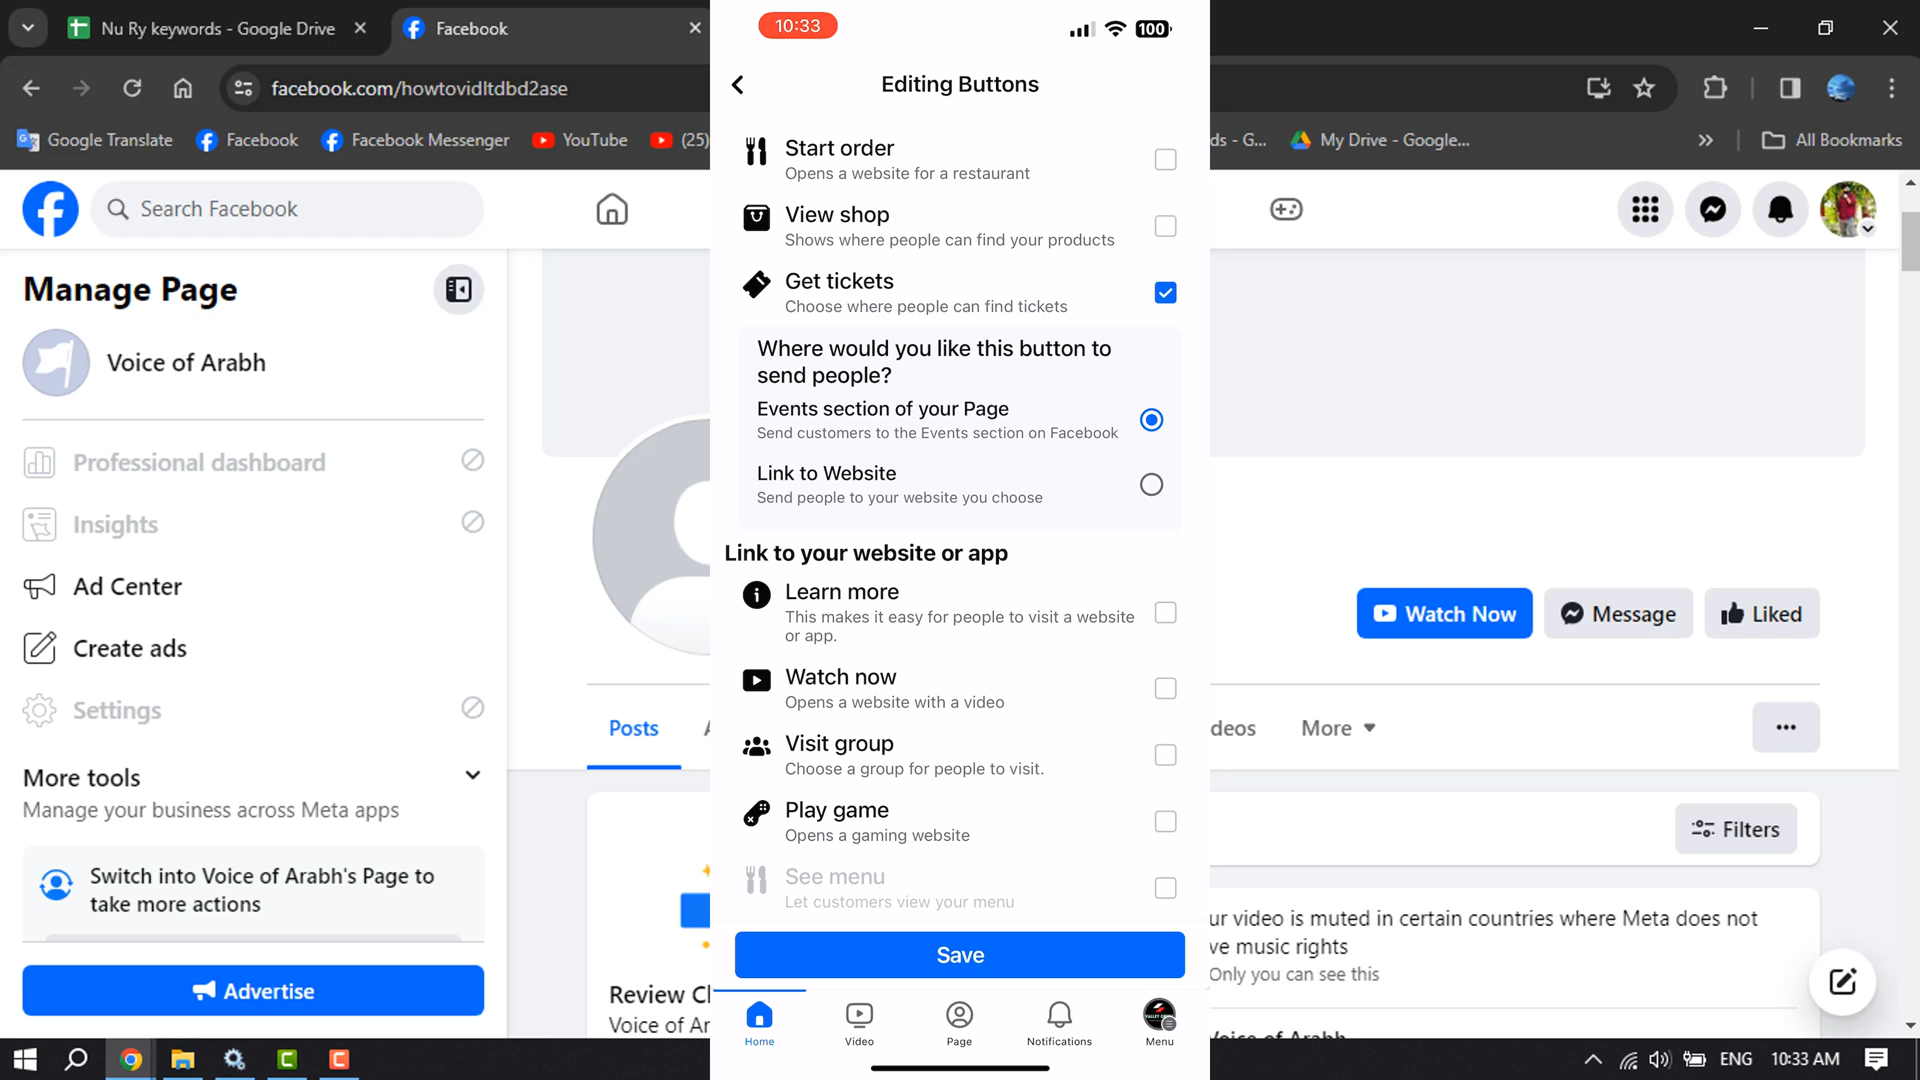 Nu Ry keywords - Google Drive
Facebook
facebook.com/howtovidltdbd2ase
Google Translate
Facebook
Facebook Messenger
YouTube
(25)
ds - G...
My Drive - Google...
All Bookmarks
Search Facebook
Manage Page
Voice of Arabh
Professional dashboard
Insights
Ad Center
Create ads
Settings
More tools
Manage your business across Meta apps
Switch into Voice of Arabh's Page to
take more actions
Advertise
10:33
100
Editing Buttons
Start order
Opens a website for a restaurant
View shop
Shows where people can find your products
Get tickets
Choose where people can find tickets
Where would you like this button to
send people?
Events section of your Page
Send customers to the Events section on Facebook
Link to Website
Send people to your website you choose
Link to your website or app
Learn more
This makes it easy for people to visit a website
or app.
Watch now
Opens a website with a video
Visit group
Choose a group for people to visit.
Play game
Opens a gaming website
See menu
Let customers view your menu
Save
Home
Video
Page
Notifications
Menu
Watch Now
Message
Liked
Posts
deos
More
Filters
ur video is muted in certain countries where Meta does not
ve music rights
Only you can see this
Review Cl
Voice of Ar
Voice of Arabh
ENG
10:33 AM